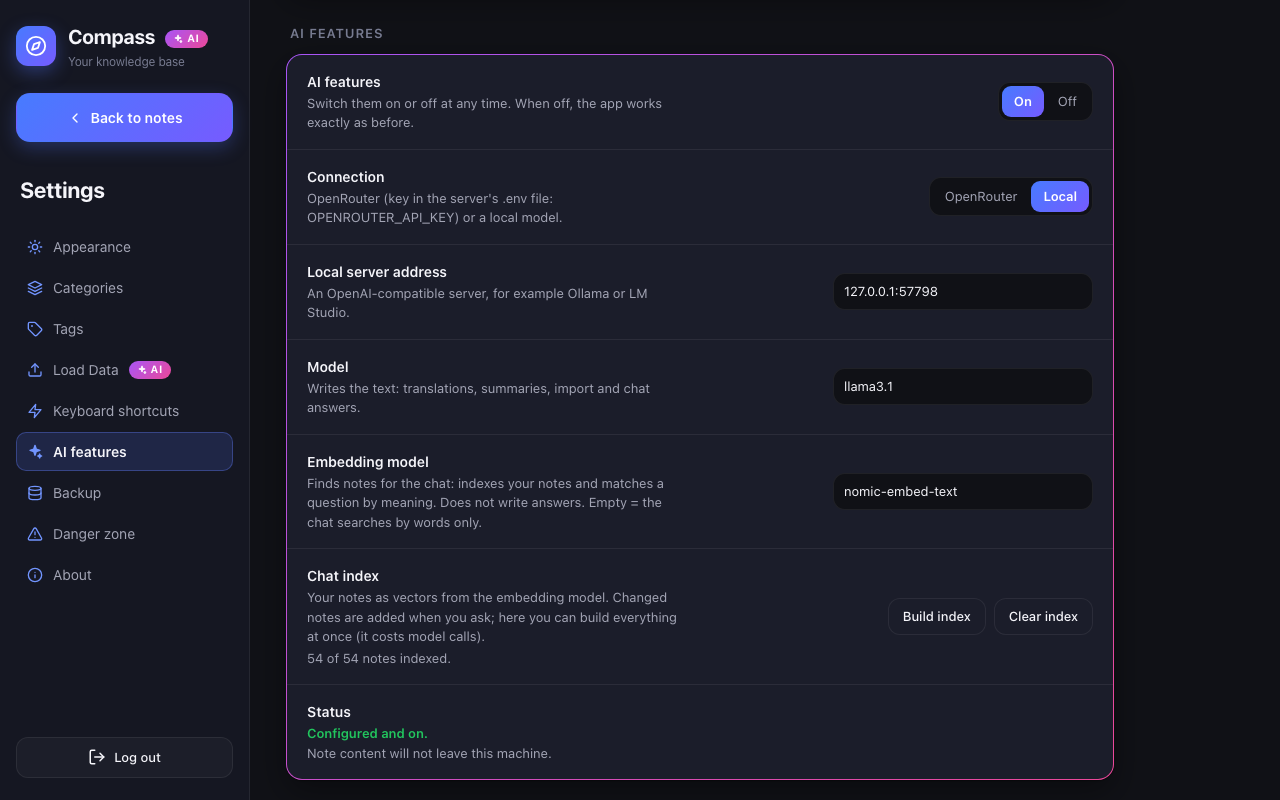 Compass
AI
Your knowledge base
Back to notes
Settings
Appearance
Categories
Tags
Load Data
AI
Keyboard shortcuts
AI features
Backup
Danger zone
About
Log out
AI FEATURES
AI features
Switch them on or off at any time. When off, the app works
exactly as before.
On
Off
Connection
OpenRouter (key in the server's .env file:
OPENROUTER_API_KEY) or a local model.
OpenRouter
Local
Local server address
An OpenAI-compatible server, for example Ollama or LM
Studio.
127.0.0.1:57798
Model
Writes the text: translations, summaries, import and chat
answers.
llama3.1
Embedding model
Finds notes for the chat: indexes your notes and matches a
question by meaning. Does not write answers. Empty = the
chat searches by words only.
nomic-embed-text
Chat index
Your notes as vectors from the embedding model. Changed
notes are added when you ask; here you can build everything
at once (it costs model calls).
54 of 54 notes indexed.
Build index
Clear index
Status
Configured and on.
Note content will not leave this machine.